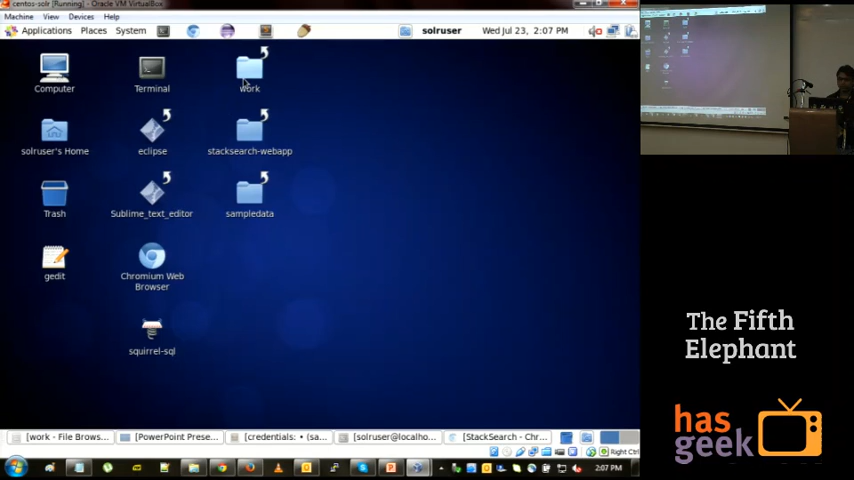 centos-solr [Running] - Oracle VM VirtualBox
Machine View Devices Help
Applications Places System
solruser
Wed Jul 23, 2:07 PM
Computer
Terminal
work
solruser's Home
eclipse
stacksearch-webapp
Trash
Sublime_text_editor
sampledata
gedit
Chromium Web
Browser
squirrel-sql
[work - File Brows...
[PowerPoint Prese...
[credentials: • (sa...
[solruser@localho...
[StackSearch - Chr...
Right Ctrl
2:07 PM
The Fifth
Elephant
has
geek